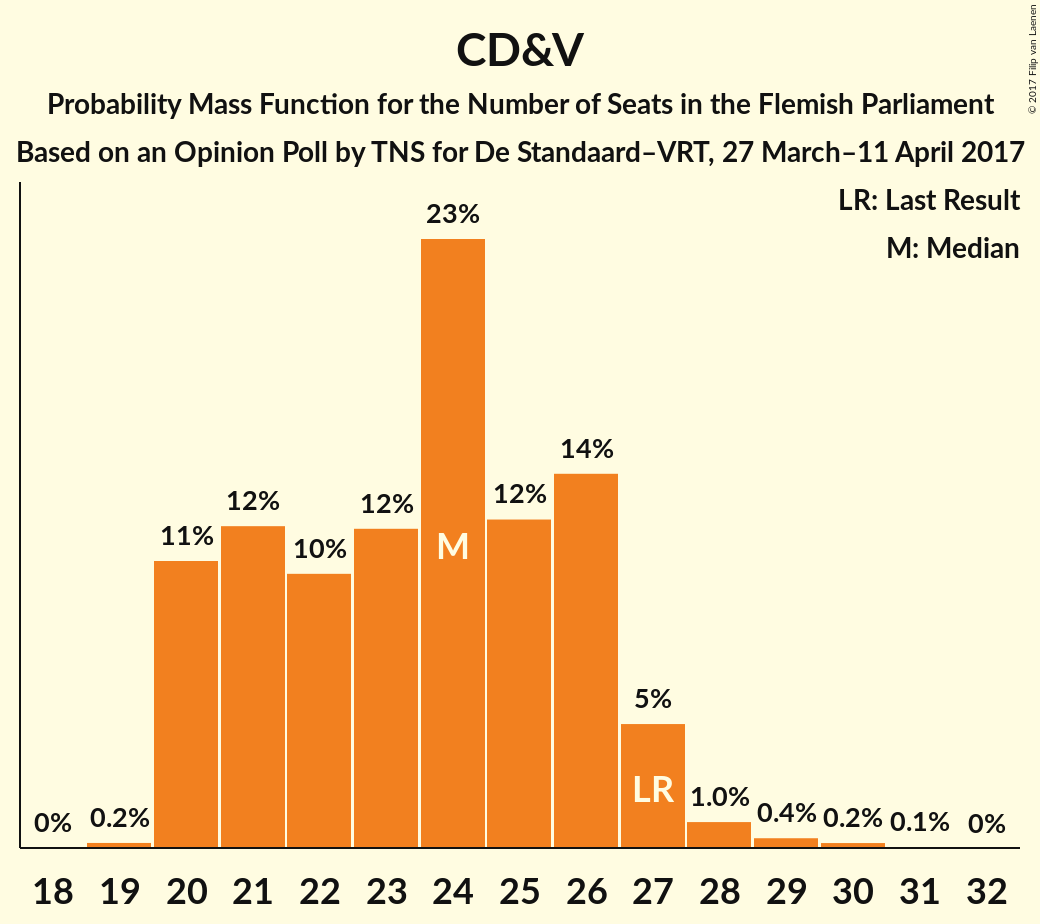 CD&V
Probability Mass Function for the Number of Seats in the Flemish Parliament
Based on an Opinion Poll by TNS for De Standaard–VRT, 27 March–11 April 2017
© 2017 Filip van Laenen
LR: Last Result
M: Median
0% 0.2% 11% 12% 10% 12% 23% 12% 14% 5% 1.0% 0.4% 0.2% 0.1% 0%
M
LR
18 19 20 21 22 23 24 25 26 27 28 29 30 31 32